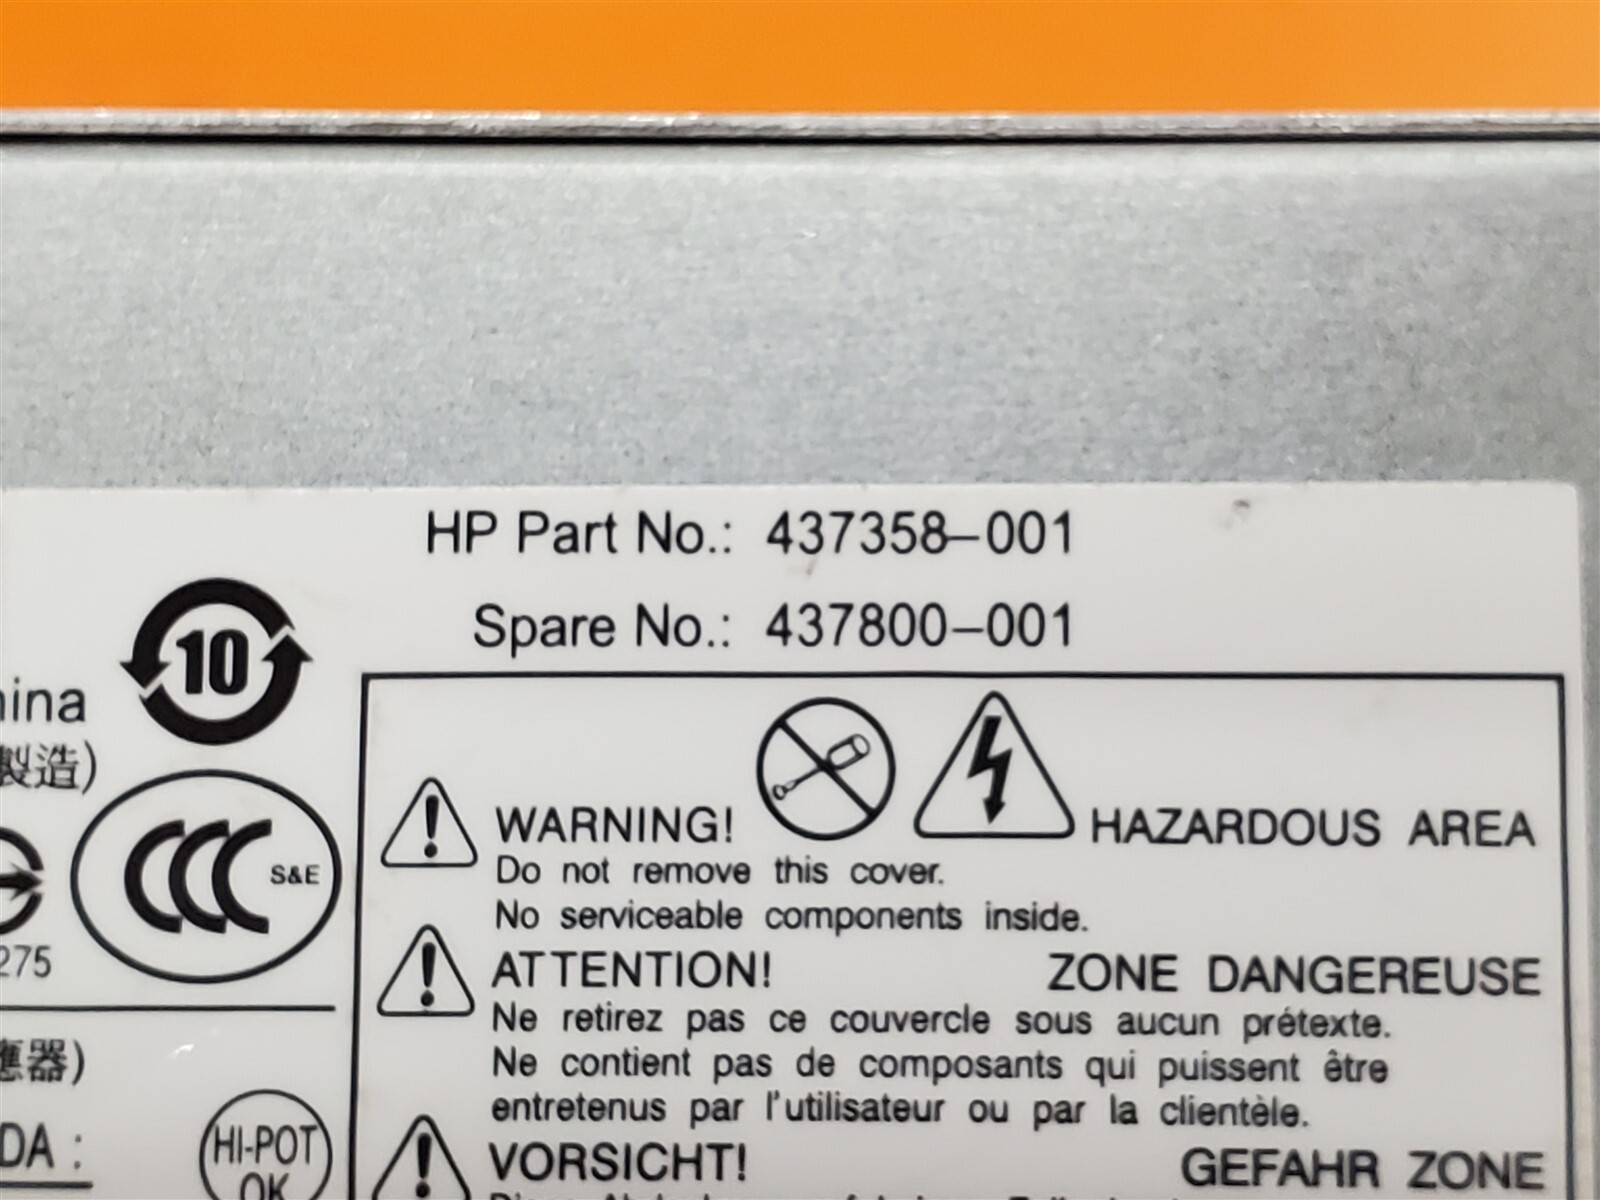 HP Part No.: 437358-001
Spare No.: 437800-001
10
製造)
CCC S&E
275
應器)
DA :
HI-POT
OK
WARNING! HAZARDOUS AREA
Do not remove this cover.
No serviceable components inside.
ATTENTION! ZONE DANGEREUSE
Ne retirez pas ce couvercle sous aucun prétexte.
Ne contient pas de composants qui puissent être
entretenus par l'utilisateur ou par la clientèle.
VORSICHT! GEFAHR ZONE